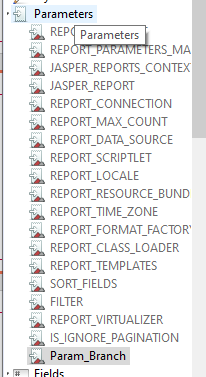 Parameters
REPO
Parameters
REPORT_PARAMETERS_MA
JASPER_REPORTS_CONTEX
JASPER_REPORT
REPORT_CONNECTION
REPORT_MAX_COUNT
REPORT_DATA_SOURCE
REPORT_SCRIPTLET
REPORT_LOCALE
REPORT_RESOURCE_BUND
REPORT_TIME_ZONE
REPORT_FORMAT_FACTORY
REPORT_CLASS_LOADER
REPORT_TEMPLATES
SORT_FIELDS
FILTER
REPORT_VIRTUALIZER
IS_IGNORE_PAGINATION
Param_Branch
Fields